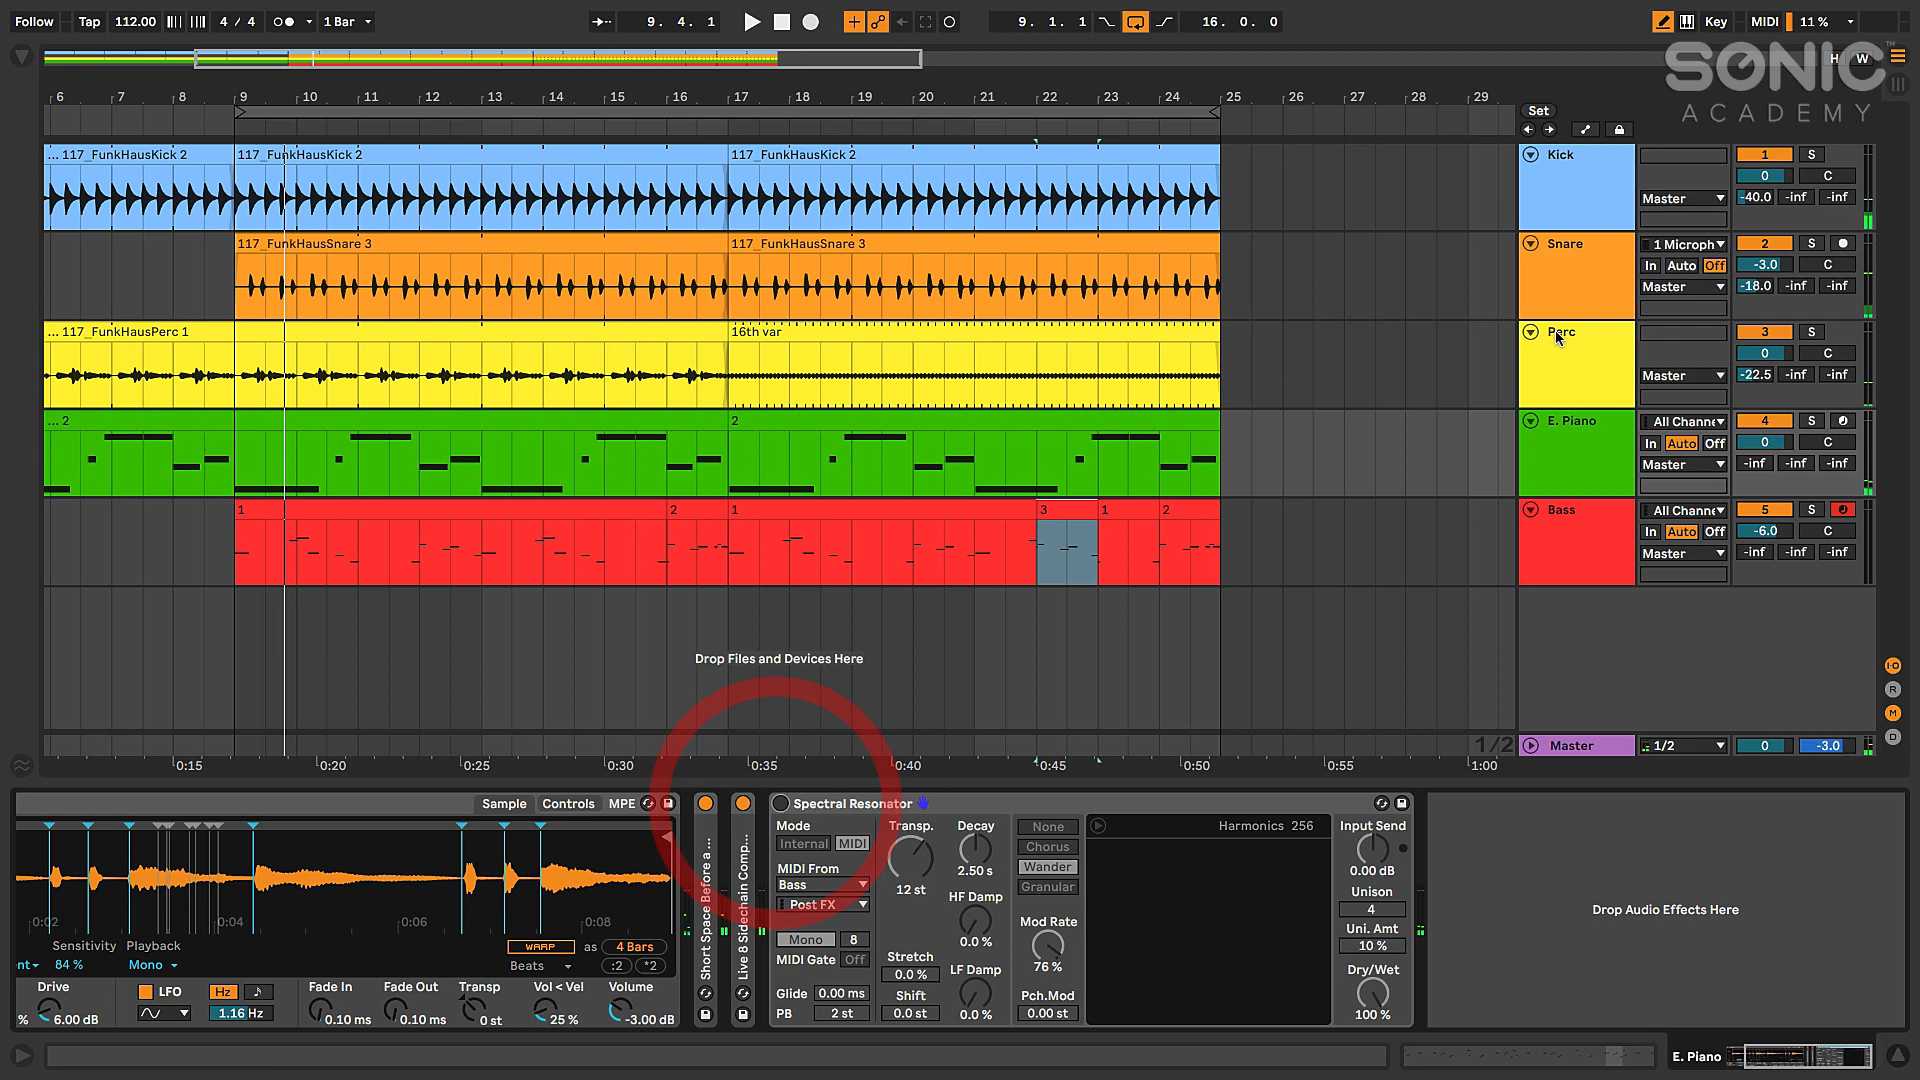 Follow Tap 112.00 4 / 4 1 Bar 9. 4. 1 9. 1. 1 16. 0. 0 Key MIDI 11 %
H W
SONIC
ACADEMY
6 7 8 9 10 11 12 13 14 15 16 17 18 19 20 21 22 23 24 25 26 27 28 29
Set
... 117_FunkHausKick 2 117_FunkHausKick 2 117_FunkHausKick 2 Kick 1 S
0 C
Master -40.0 -inf -inf
117_FunkHausSnare 3 117_FunkHausSnare 3 Snare 1 Microph 2 S
In Auto Off -3.0 C
Master -18.0 -inf -inf
... 117_FunkHausPerc 1 16th var Perc 3 S
0 C
Master -22.5 -inf -inf
... 2 2 E. Piano All Channe 4 S
In Auto Off 0 C
Master -inf -inf -inf
1 2 1 3 1 2 Bass All Channe 5 S
In Auto Off -6.0 C
Master -inf -inf -inf
Drop Files and Devices Here
1/2 Master 1/2 0 -3.0
0:15 0:20 0:25 0:30 0:35 0:40 0:45 0:50 0:55 1:00
I·O
R
M
D
Sample Controls MPE
0:02 0:04 0:06 0:08
Sensitivity Playback WARP as 4 Bars
nt 84 % Mono Beats :2 *2
Drive LFO Hz Fade In Fade Out Transp Vol < Vel Volume
% 6.00 dB 1.16 Hz 0.10 ms 0.10 ms 0 st 25 % -3.00 dB
Short Space Before a ...
Live 8 Sidechain Comp...
Spectral Resonator
Mode
Internal MIDI
MIDI From
Bass
Post FX
Mono 8
MIDI Gate Off
Glide 0.00 ms
PB 2 st
Transp.
12 st
Stretch
0.0 %
Shift
0.0 st
Decay
2.50 s
HF Damp
0.0 %
LF Damp
0.0 %
None
Chorus
Wander
Granular
Mod Rate
76 %
Pch.Mod
0.00 st
Harmonics 256
Input Send
0.00 dB
Unison
4
Uni. Amt
10 %
Dry/Wet
100 %
Drop Audio Effects Here
E. Piano